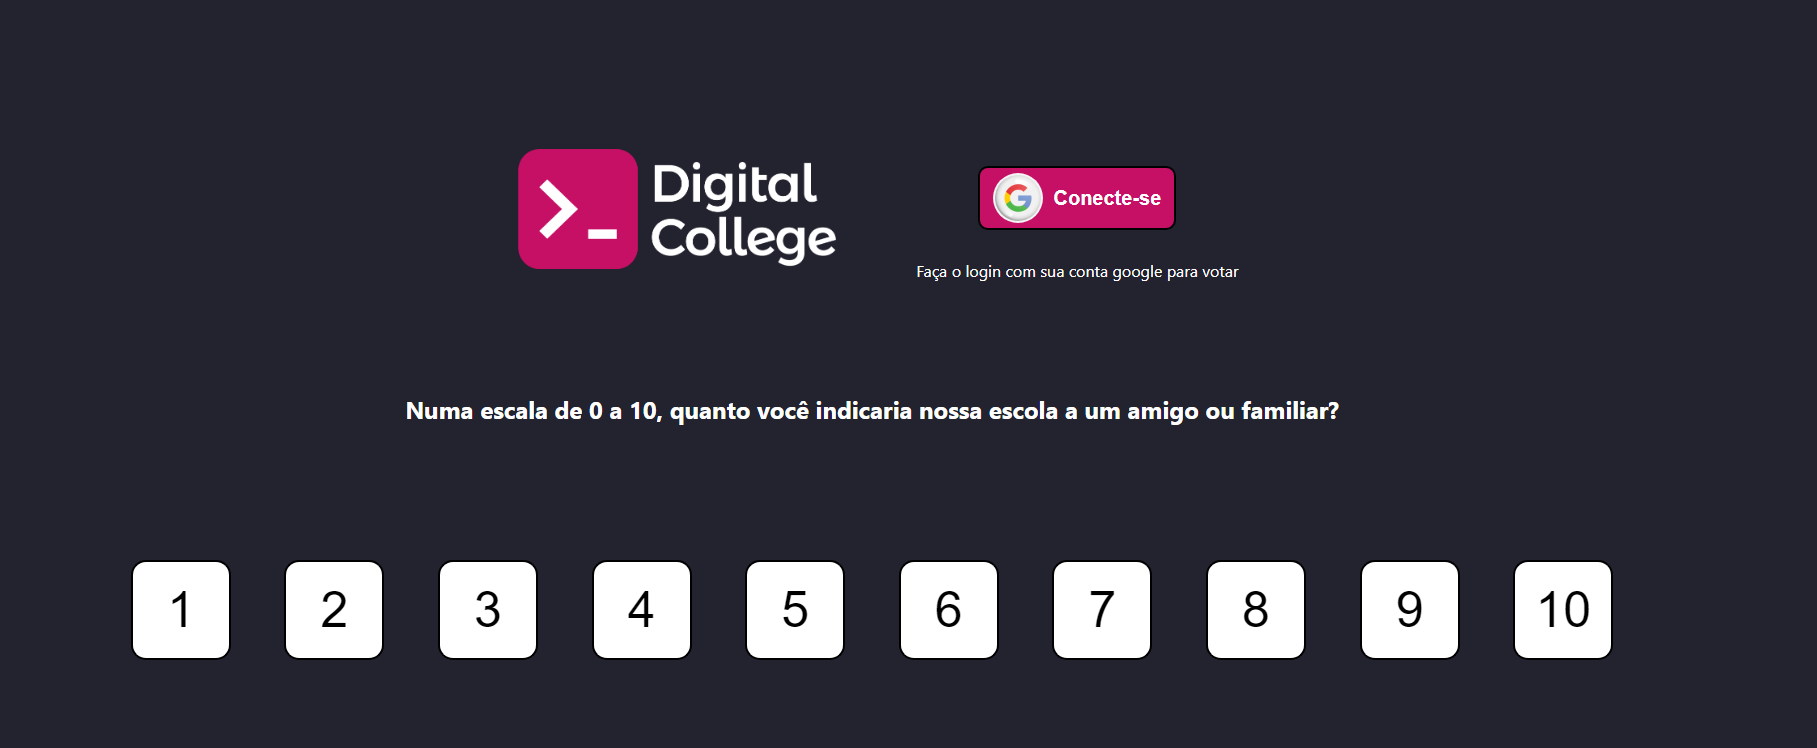 Digital
College
Conecte-se
Faça o login com sua conta google para votar
Numa escala de 0 a 10, quanto você indicaria nossa escola a um amigo ou familiar?
1 2 3 4 5 6 7 8 9 10